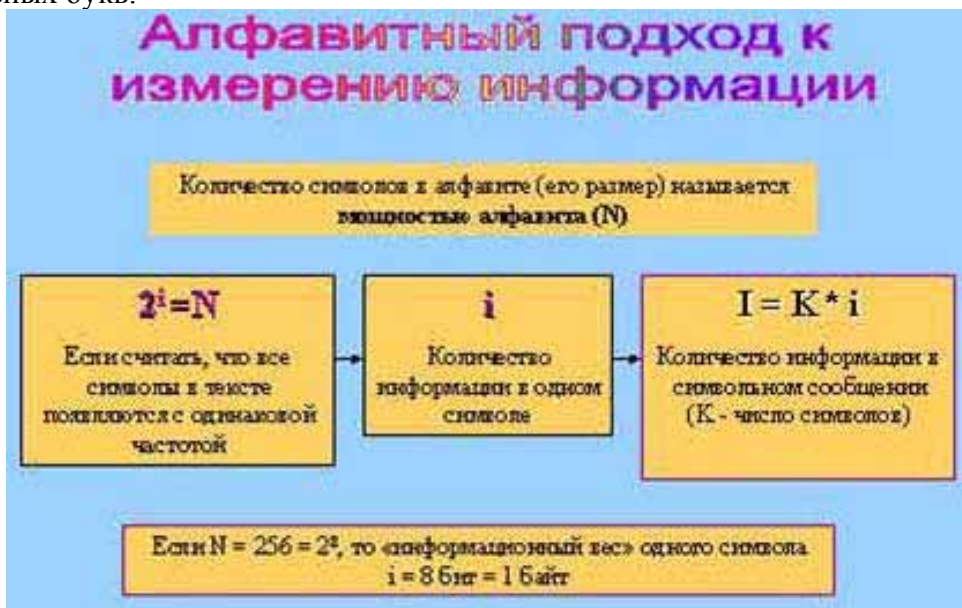 ных букв.
Алфавитный подход к
измерению информации
Количество символов в алфавите (его размер) называется
мощностью алфавита (N)
2ⁱ=N
Если считать, что все
символы в тексте
появляются с одинаковой
частотой
i
Количество
информации в одном
символе
I = K * i
Количество информации в
символьном сообщении
(K - число символов)
Если N = 256 = 2⁸, то «информационный вес» одного символа
i = 8 бит = 1 байт